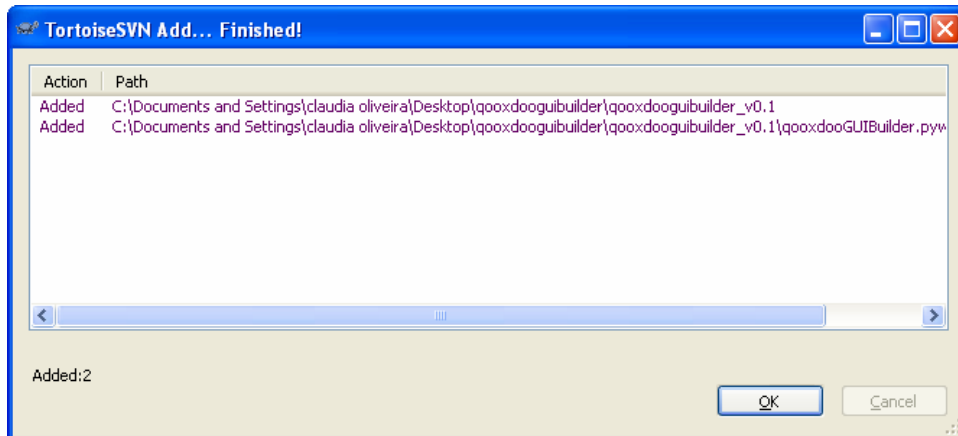 TortoiseSVN Add... Finished!
Action Path
Added C:\Documents and Settings\claudia oliveira\Desktop\qooxdooguibuilder\qooxdooguibuilder_v0.1
Added C:\Documents and Settings\claudia oliveira\Desktop\qooxdooguibuilder\qooxdooguibuilder_v0.1\qooxdooGUIBuilder.pyw
Added:2
OK Cancel